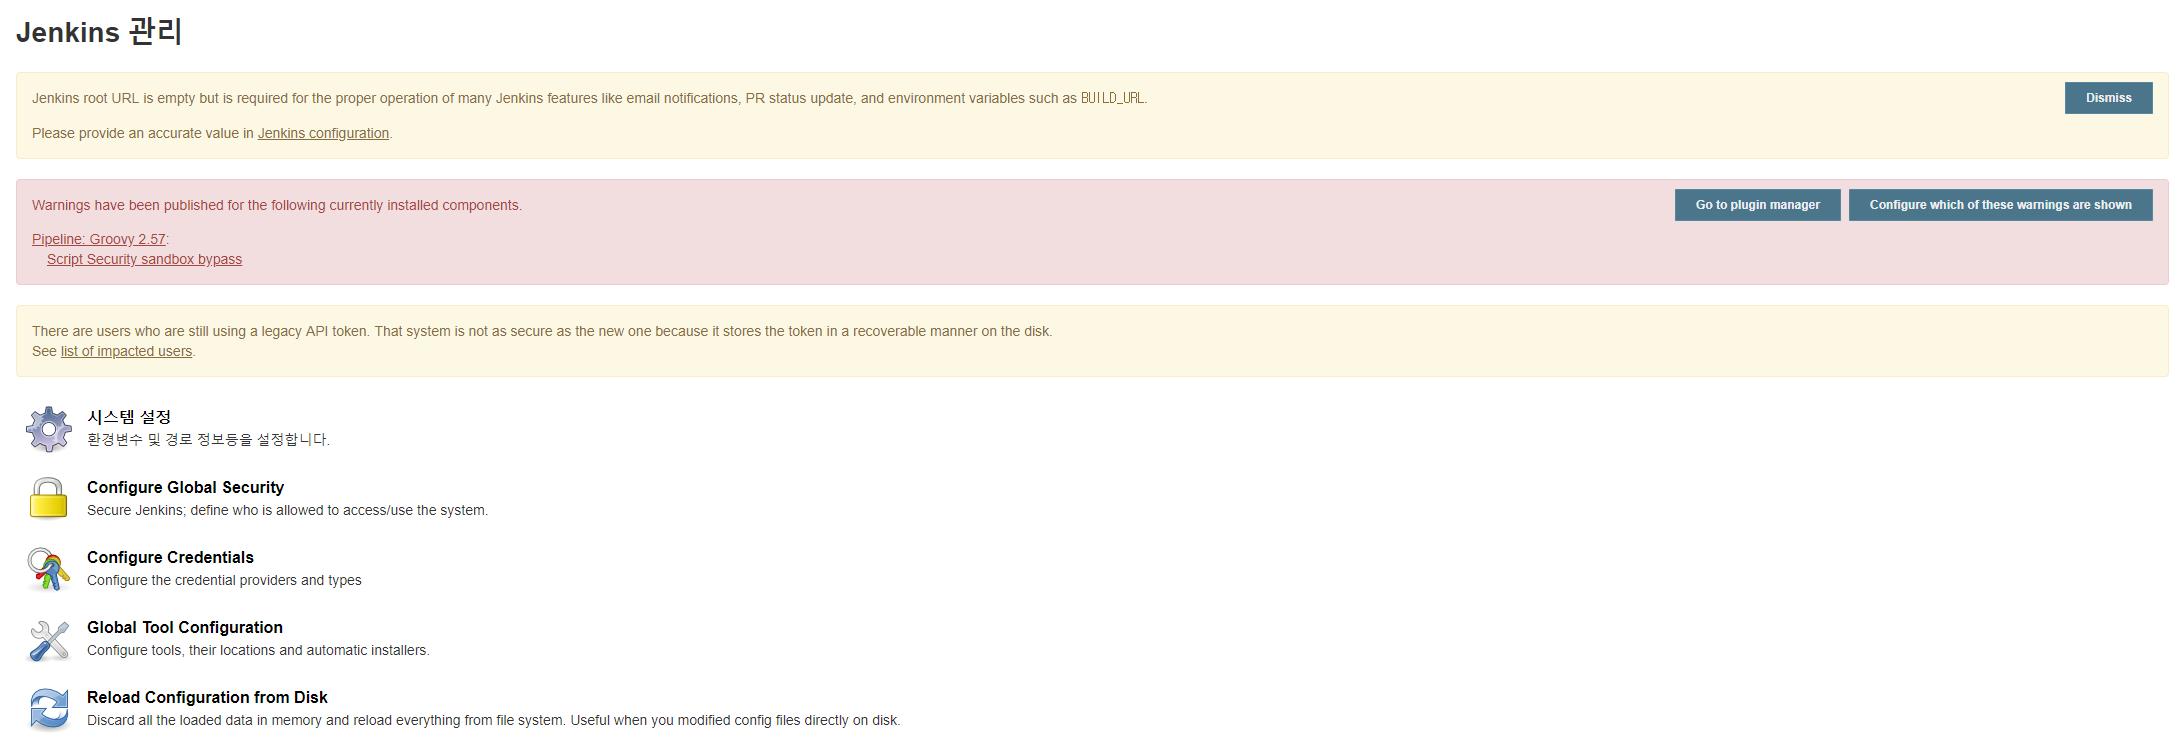 Jenkins 관리
Jenkins root URL is empty but is required for the proper operation of many Jenkins features like email notifications, PR status update, and environment variables such as BUILD_URL.
Dismiss
Please provide an accurate value in Jenkins configuration.
Warnings have been published for the following currently installed components.
Go to plugin manager
Configure which of these warnings are shown
Pipeline: Groovy 2.57:
Script Security sandbox bypass
There are users who are still using a legacy API token. That system is not as secure as the new one because it stores the token in a recoverable manner on the disk.
See list of impacted users.
시스템 설정
환경변수 및 경로 정보등을 설정합니다.
Configure Global Security
Secure Jenkins; define who is allowed to access/use the system.
Configure Credentials
Configure the credential providers and types
Global Tool Configuration
Configure tools, their locations and automatic installers.
Reload Configuration from Disk
Discard all the loaded data in memory and reload everything from file system. Useful when you modified config files directly on disk.